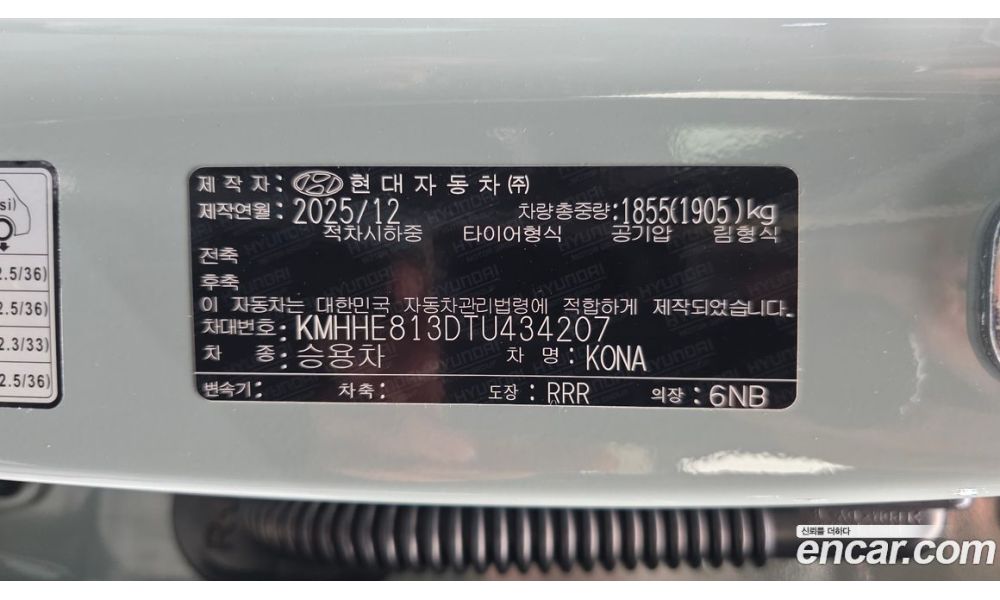 제 작 자 : 현대자동차(주)
제작연월: 2025/12 차량총중량:1855(1905)kg
적차시하중 타이어형식 공기압 림형식
전축
후축
이 자동차는 대한민국 자동차관리법령에 적합하게 제작되었습니다.
차대번호: KMHHE813DTU434207
차 종: 승용차 차 명: KONA
변속기: 차축: 도장: RRR 의장: 6NB
si)
2.5/36)
2.5/36)
2.3/33)
2.5/36)
신뢰를 더하다
encar.com